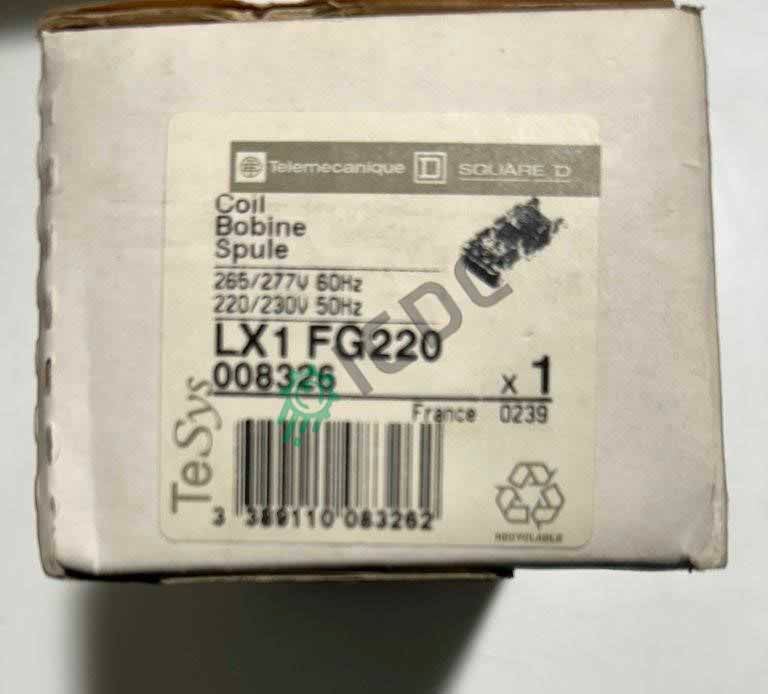 Telemecanique SQUARE D
Coil
Bobine
Spule
265/277V 60Hz
220/230V 50Hz
LX1 FG220
008326
x 1
France 0239
TeSys
3 389110 083262
RECYCLABLE